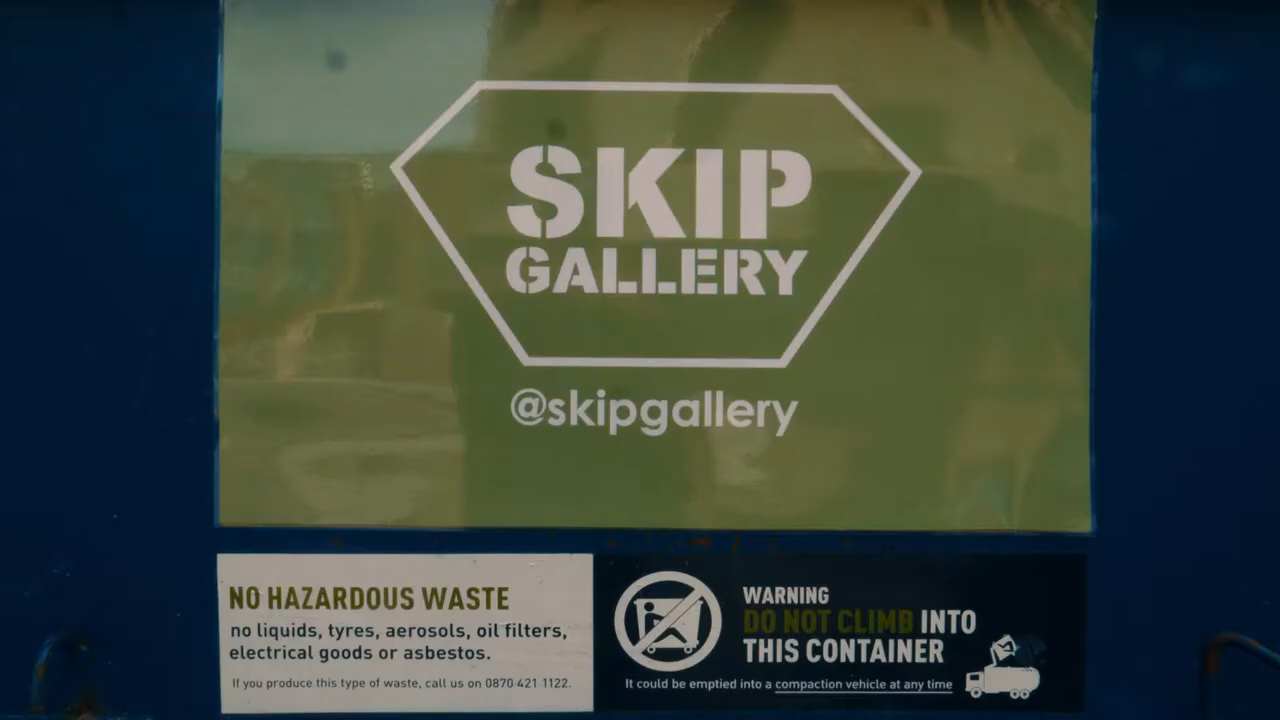 SKIP
GALLERY
@skipgallery
NO HAZARDOUS WASTE
no liquids, tyres, aerosols, oil filters,
electrical goods or asbestos.
If you produce this type of waste, call us on 0870 421 1122.
WARNING
DO NOT CLIMB INTO
THIS CONTAINER
It could be emptied into a compaction vehicle at any time